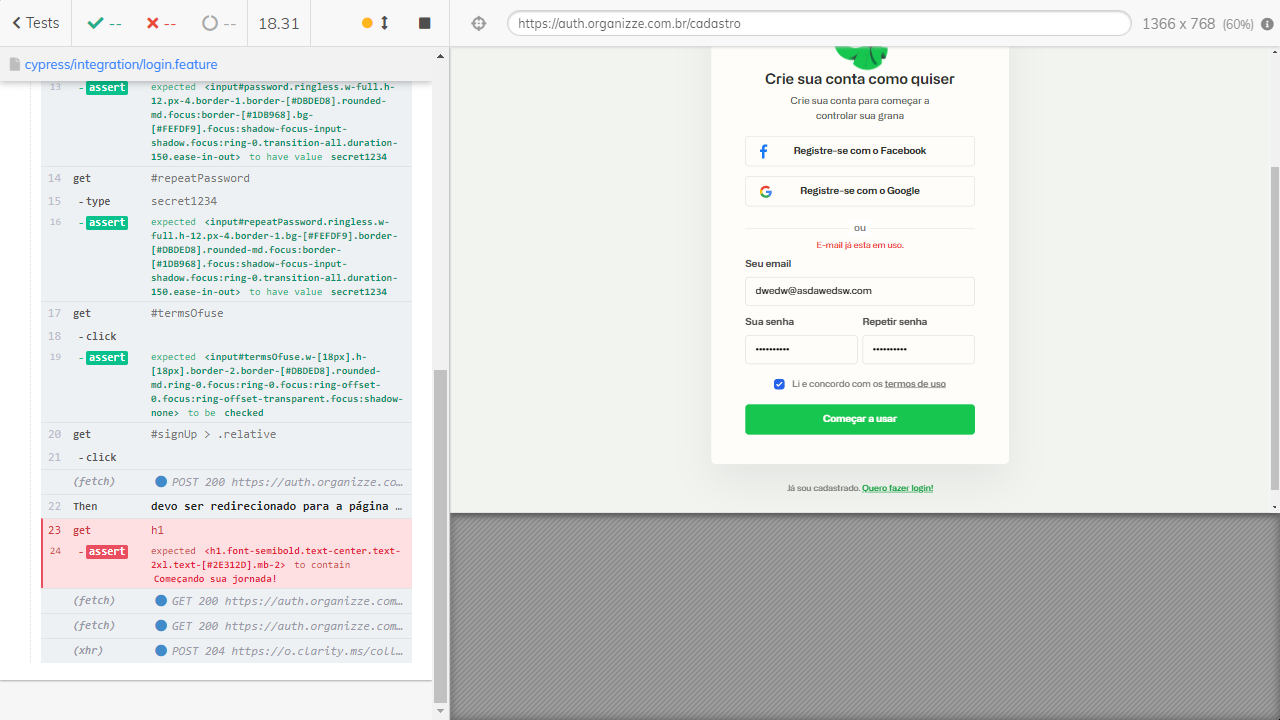 Tests
--
--
--
18.31
https://auth.organizze.com.br/cadastro
1366 x 768 (60%)
cypress/integration/login.feature
13 - assert expected <input#password.ringless.w-full.h-
12.px-4.border-1.border-[#DBDED8].rounded-
md.focus:border-[#1DB968].bg-
[#FEFDF9].focus:shadow-focus-input-
shadow.focus:ring-0.transition-all.duration-
150.ease-in-out> to have value secret1234
14 get #repeatPassword
15 - type secret1234
16 - assert expected <input#repeatPassword.ringless.w-
full.h-12.px-4.border-1.bg-[#FEFDF9].border-
[#DBDED8].rounded-md.focus:border-
[#1DB968].focus:shadow-focus-input-
shadow.focus:ring-0.transition-all.duration-
150.ease-in-out> to have value secret1234
17 get #termsOfuse
18 - click
19 - assert expected <input#termsOfuse.w-[18px].h-
[18px].border-2.border-[#DBDED8].rounded-
md.ring-0.focus:ring-0.focus:ring-offset-
0.focus:ring-offset-transparent.focus:shadow-
none> to be checked
20 get #signUp > .relative
21 - click
(fetch) POST 200 https://auth.organizze.co…
22 Then devo ser redirecionado para a página …
23 get h1
24 - assert expected <h1.font-semibold.text-center.text-
2xl.text-[#2E312D].mb-2> to contain
Começando sua jornada!
(fetch) GET 200 https://auth.organizze.com…
(fetch) GET 200 https://auth.organizze.com…
(xhr) POST 204 https://o.clarity.ms/coll…
Crie sua conta como quiser
Crie sua conta para começar a
controlar sua grana
Registre-se com o Facebook
Registre-se com o Google
ou
E-mail já esta em uso.
Seu email
dwedw@asdawedsw.com
Sua senha Repetir senha
•••••••••• ••••••••••
Li e concordo com os termos de uso
Começar a usar
Já sou cadastrado. Quero fazer login!